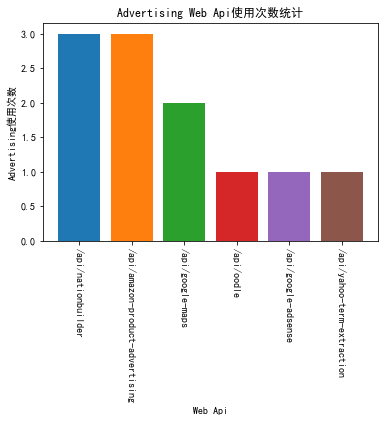 Advertising Web Api使用次数统计
Advertising使用次数
3.0
2.5
2.0
1.5
1.0
0.5
0.0
/api/nationbuilder
/api/amazon-product-advertising
/api/google-maps
/api/oodle
/api/google-adsense
/api/yahoo-term-extraction
Web Api